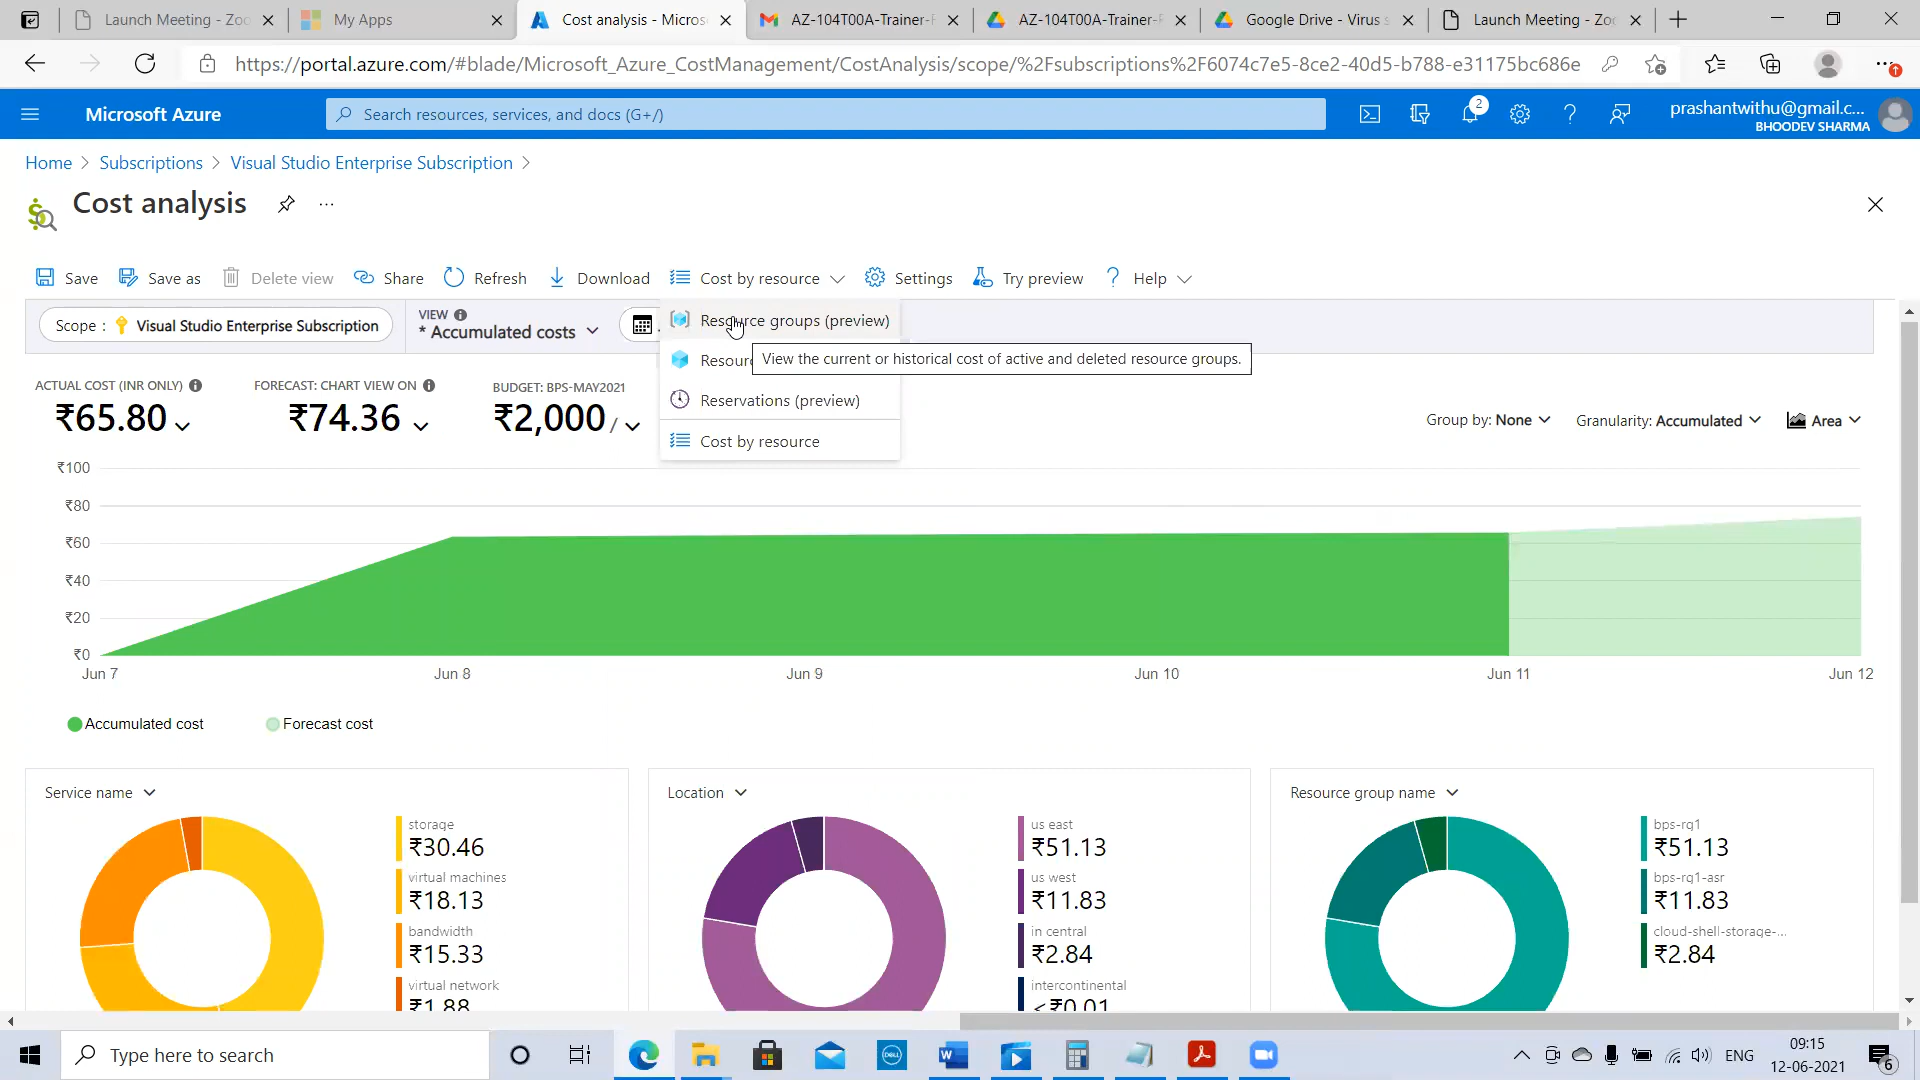 Launch Meeting - Zoo
My Apps
Cost analysis - Micros
AZ-104T00A-Trainer-
AZ-104T00A-Trainer-
Google Drive - Virus s
Launch Meeting - Zo
https://portal.azure.com/#blade/Microsoft_Azure_CostManagement/CostAnalysis/scope/%2Fsubscriptions%2F6074c7e5-8ce2-40d5-b788-e31175bc686e
Microsoft Azure
Search resources, services, and docs (G+/)
2
prashantwithu@gmail.c...
BHOODEV SHARMA
Home > Subscriptions > Visual Studio Enterprise Subscription >
Cost analysis
Save
Save as
Delete view
Share
Refresh
Download
Cost by resource
Settings
Try preview
Help
Scope : Visual Studio Enterprise Subscription
VIEW
* Accumulated costs
Resource groups (preview)
View the current or historical cost of active and deleted resource groups.
Resourc
Reservations (preview)
Cost by resource
ACTUAL COST (INR ONLY)
₹65.80
FORECAST: CHART VIEW ON
₹74.36
BUDGET: BPS-MAY2021
₹2,000 /
Group by: None
Granularity: Accumulated
Area
₹100
₹80
₹60
₹40
₹20
₹0
Jun 7
Jun 8
Jun 9
Jun 10
Jun 11
Jun 12
Accumulated cost
Forecast cost
Service name
storage
₹30.46
virtual machines
₹18.13
bandwidth
₹15.33
virtual network
₹1.88
Location
us east
₹51.13
us west
₹11.83
in central
₹2.84
intercontinental
<₹0.01
Resource group name
bps-rg1
₹51.13
bps-rg1-asr
₹11.83
cloud-shell-storage-...
₹2.84
Type here to search
DELL
ENG
09:15
12-06-2021
6